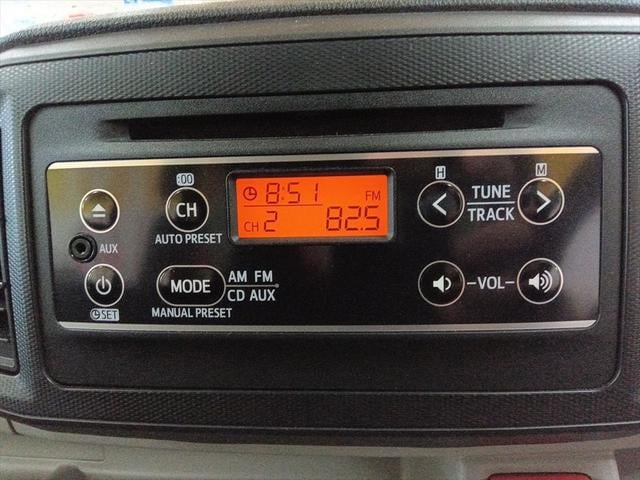 :00
H
M
8:51
FM
CH
TUNE
TRACK
CH 2
82.5
AUX
AUTO PRESET
MODE
AM FM
CD AUX
-VOL-
SET
MANUAL PRESET